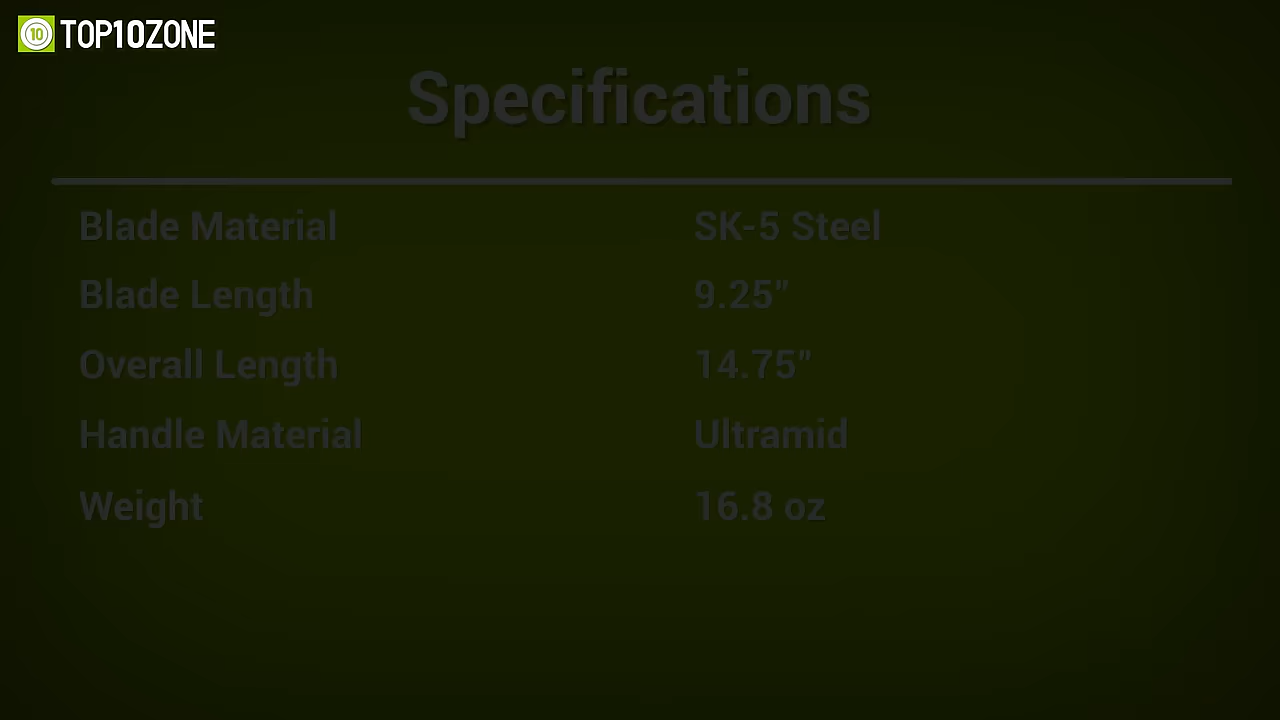 10 TOP10ZONE
Specifications
Blade Material SK-5 Steel
Blade Length 9.25"
Overall Length 14.75"
Handle Material Ultramid
Weight 16.8 oz